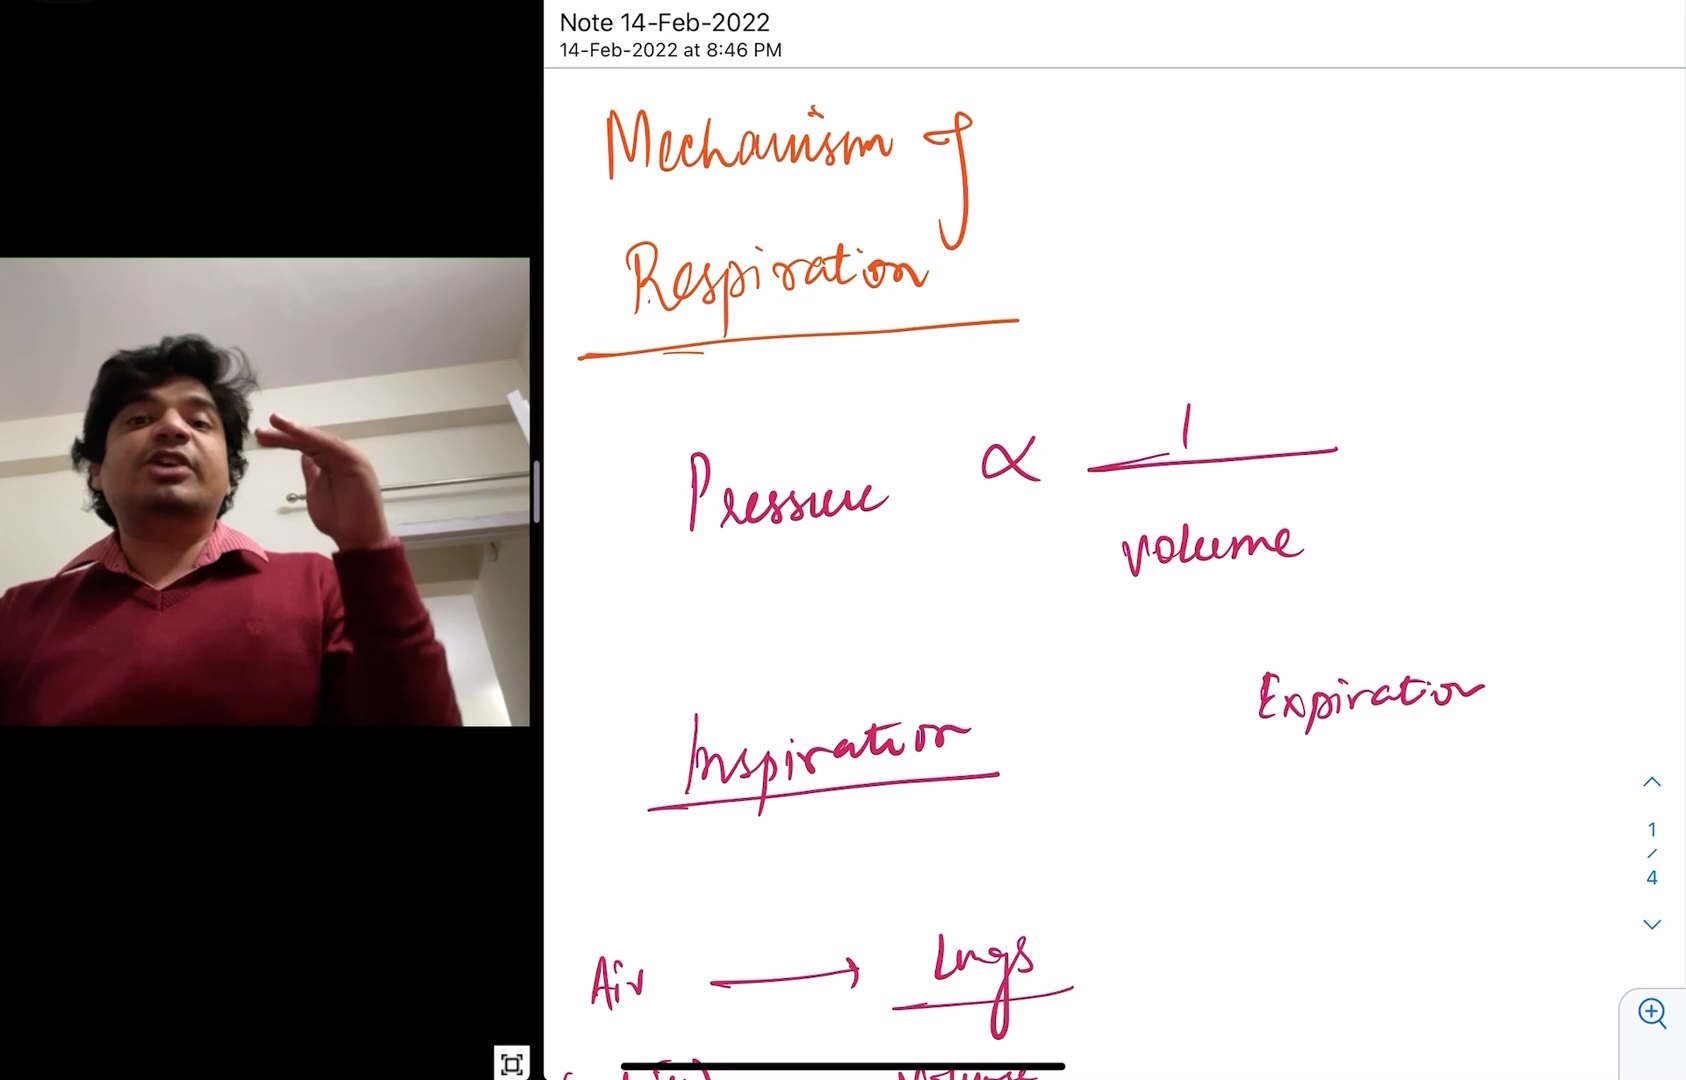 Note 14-Feb-2022
14-Feb-2022 at 8:46 PM
Mechanism of
Respiration
Pressure ∝ 1
volume
Expiration
Inspiration
Air → Lungs
Volume
1
/
4